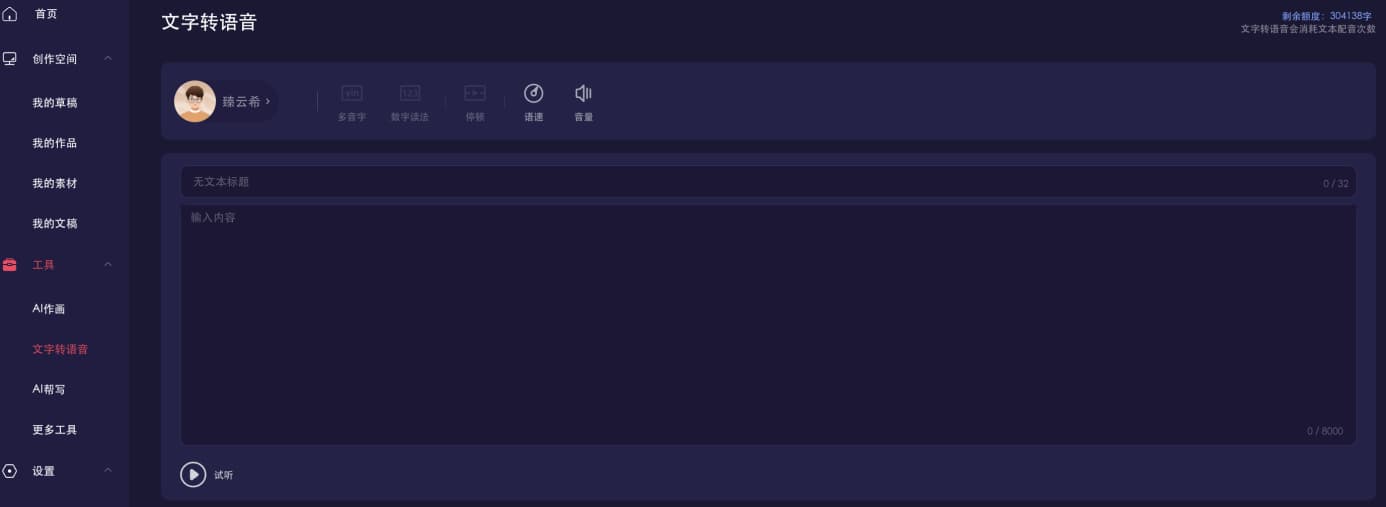 首页
创作空间
我的草稿
我的作品
我的素材
我的文稿
工具
AI作画
文字转语音
AI帮写
更多工具
设置
文字转语音
剩余额度：304138字
文字转语音会消耗文本配音次数
臻云希
yin
多音字
123
数字读法
停顿
语速
音量
无文本标题
0 / 32
输入内容
0 / 8000
试听